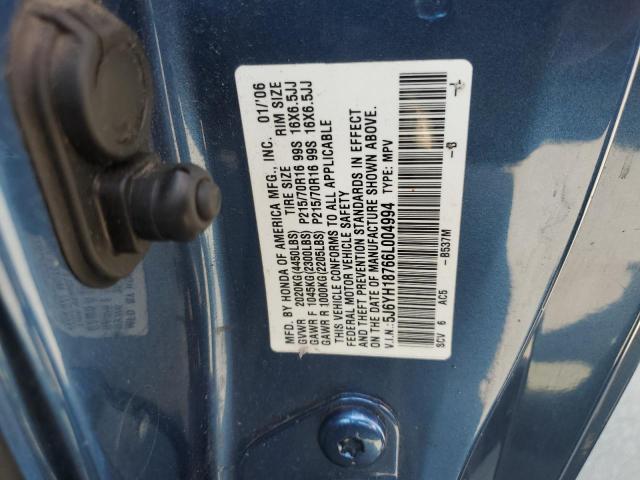 MFD. BY HONDA OF AMERICA MFG., INC. 01/'06
GVWR 2020KG(4450LBS) TIRE SIZE RIM SIZE
GAWR F 1045KG(2300LBS) P215/70R16 99S 16X6.5JJ
GAWR R 1000KG(2205LBS) P215/70R16 99S 16X6.5JJ
THIS VEHICLE CONFORMS TO ALL APPLICABLE
FEDERAL MOTOR VEHICLE SAFETY
AND THEFT PREVENTION STANDARDS IN EFFECT
ON THE DATE OF MANUFACTURE SHOWN ABOVE.
V.I.N.: 5J6YH18766L004994 TYPE: MPV
SCV 6 AC5 - B537M